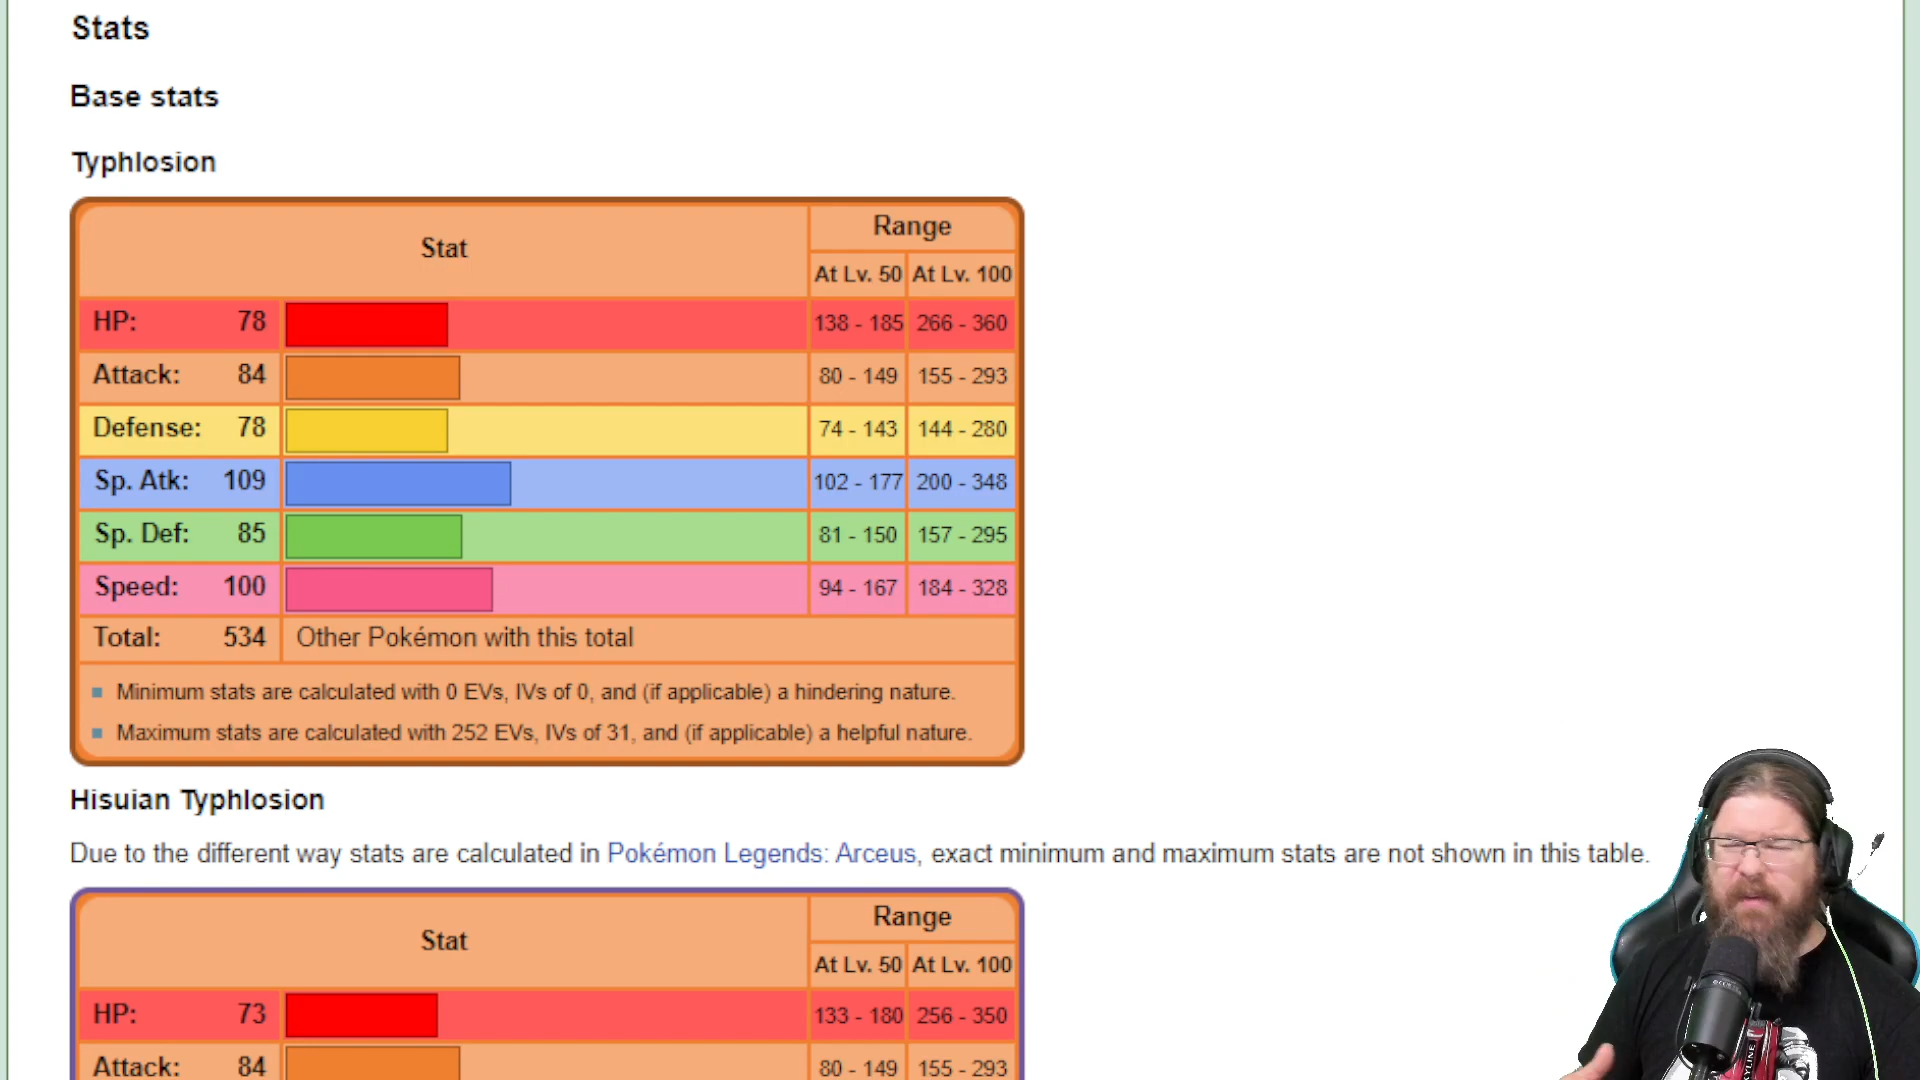 Stats
Base stats
Typhlosion
Stat
Range
At Lv. 50 At Lv. 100
HP: 78 138 - 185 266 - 360
Attack: 84 80 - 149 155 - 293
Defense: 78 74 - 143 144 - 280
Sp. Atk: 109 102 - 177 200 - 348
Sp. Def: 85 81 - 150 157 - 295
Speed: 100 94 - 167 184 - 328
Total: 534 Other Pokémon with this total
Minimum stats are calculated with 0 EVs, IVs of 0, and (if applicable) a hindering nature.
Maximum stats are calculated with 252 EVs, IVs of 31, and (if applicable) a helpful nature.
Hisuian Typhlosion
Due to the different way stats are calculated in Pokémon Legends: Arceus, exact minimum and maximum stats are not shown in this table.
Stat
Range
At Lv. 50 At Lv. 100
HP: 73 133 - 180 256 - 350
Attack: 84 80 - 149 155 - 293